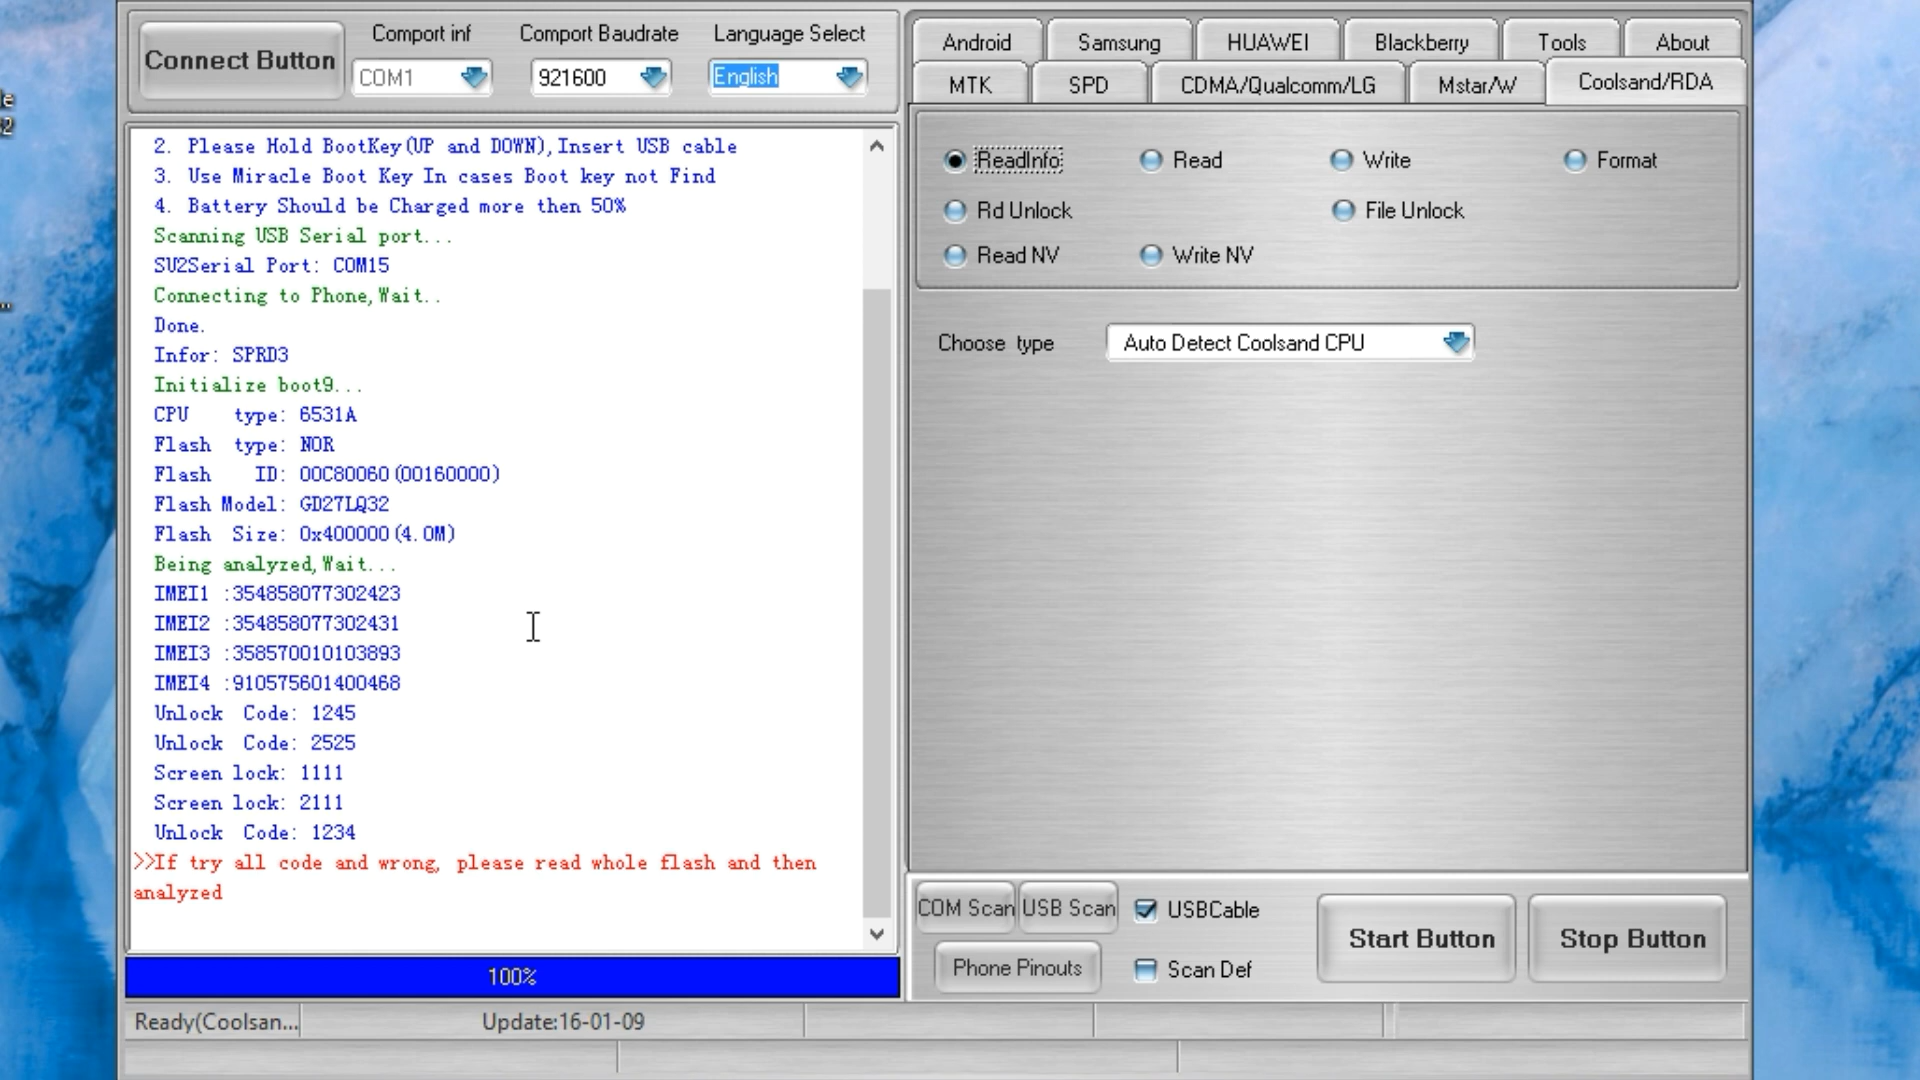 Connect Button
Comport inf
COM1
Comport Baudrate
921600
Language Select
English
Android
Samsung
HUAWEI
Blackberry
Tools
About
MTK
SPD
CDMA/Qualcomm/LG
Mstar/W
Coolsand/RDA
2. Please Hold BootKey(UP and DOWN),Insert USB cable
3. Use Miracle Boot Key In cases Boot key not Find
4. Battery Should be Charged more then 50%
Scanning USB Serial port...
SU2Serial Port: COM15
Connecting to Phone,Wait..
Done.
Infor: SPRD3
Initialize boot9...
CPU type: 6531A
Flash type: NOR
Flash ID: 00C80060(00160000)
Flash Model: GD27LQ32
Flash Size: 0x400000(4.0M)
Being analyzed,Wait...
IMEI1 :354858077302423
IMEI2 :354858077302431
IMEI3 :358570010103893
IMEI4 :910575601400468
Unlock Code: 1245
Unlock Code: 2525
Screen lock: 1111
Screen lock: 2111
Unlock Code: 1234
>>If try all code and wrong, please read whole flash and then
analyzed
100%
Ready(Coolsan...
Update:16-01-09
ReadInfo
Read
Write
Format
Rd Unlock
File Unlock
Read NV
Write NV
Choose type
Auto Detect Coolsand CPU
COM Scan
USB Scan
USBCable
Phone Pinouts
Scan Def
Start Button
Stop Button